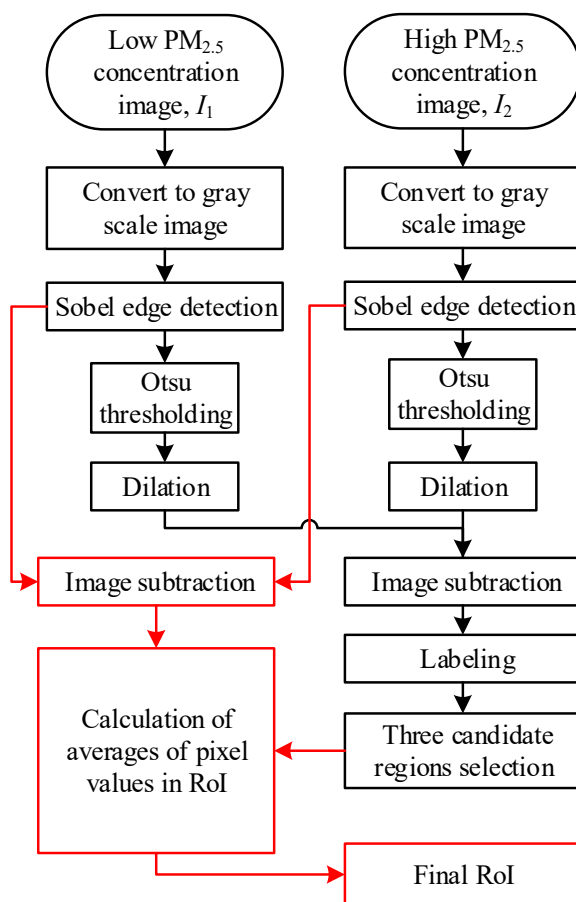 Low PM2.5
concentration
image, I1
High PM2.5
concentration
image, I2
Convert to gray
scale image
Convert to gray
scale image
Sobel edge detection
Sobel edge detection
Otsu
thresholding
Otsu
thresholding
Dilation
Dilation
Image subtraction
Image subtraction
Labeling
Calculation of
averages of pixel
values in RoI
Three candidate
regions selection
Final RoI